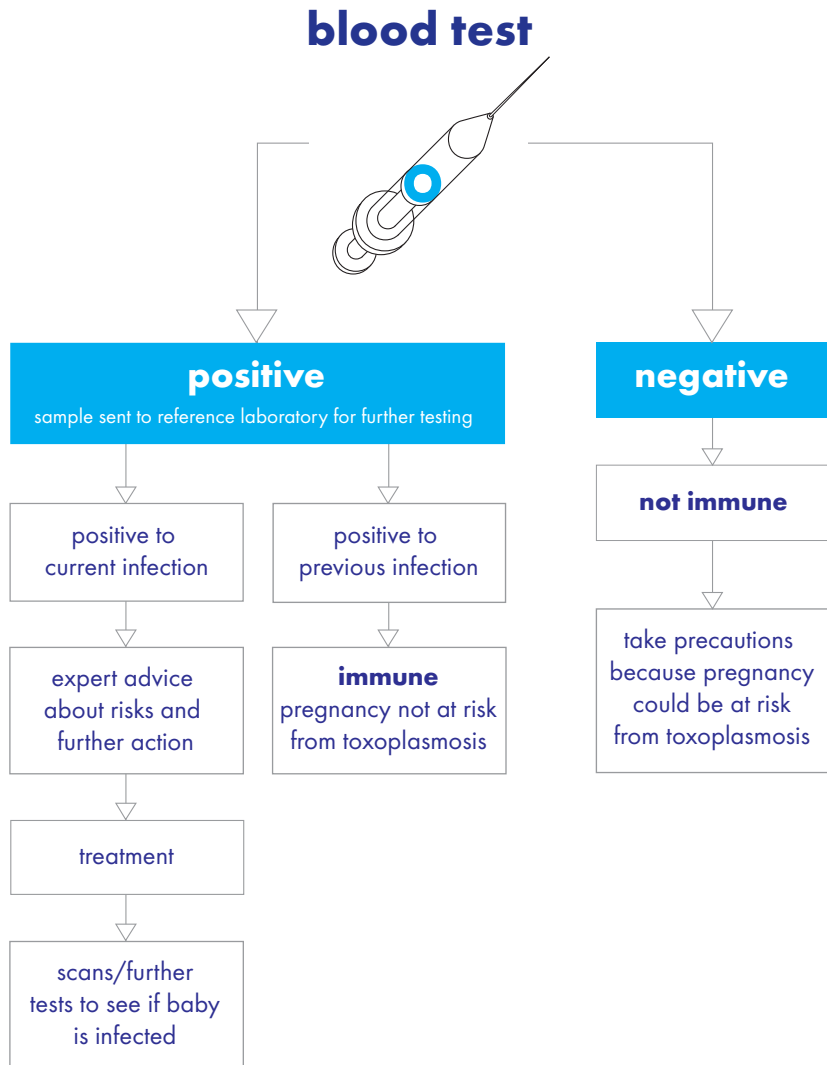 blood test
positive
sample sent to reference laboratory for further testing
positive to
current infection
expert advice
about risks and
further action
treatment
scans/further
tests to see if baby
is infected
positive to
previous infection
immune
pregnancy not at risk
from toxoplasmosis
negative
not immune
take precautions
because pregnancy
could be at risk
from toxoplasmosis